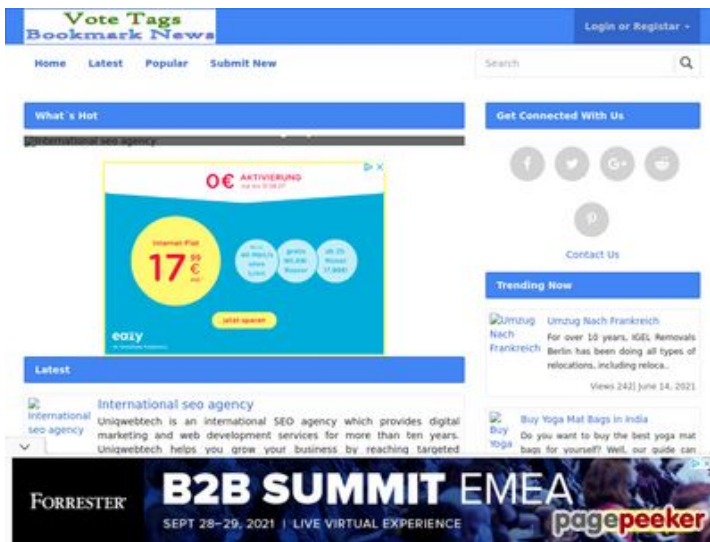 Vote Tags
Bookmark News
Login or Registar
Home Latest Popular Submit New
Search
What`s Hot
International seo agency
0€ AKTIVIERUNG
Internet-Flat
17 99 €
jetzt sparen
eazy
Latest
International seo agency
International seo agency
Uniqwebtech is an international SEO agency which provides digital
marketing and web development services for more than ten years.
Uniqwebtech helps you grow your business by reaching targeted
Get Connected With Us
Contact Us
Trending Now
Umzug Nach Frankreich
Umzug Nach Frankreich
For over 10 years, IGEL Removals
Berlin has been doing all types of
relocations, including reloca..
Views 242| June 14, 2021
Buy Yoga
Buy Yoga Mat Bags in India
Do you want to buy the best yoga mat
bags for yourself? Well, our guide can
FORRESTER
B2B SUMMIT EMEA
SEPT 28–29, 2021 | LIVE VIRTUAL EXPERIENCE
pagepeeker